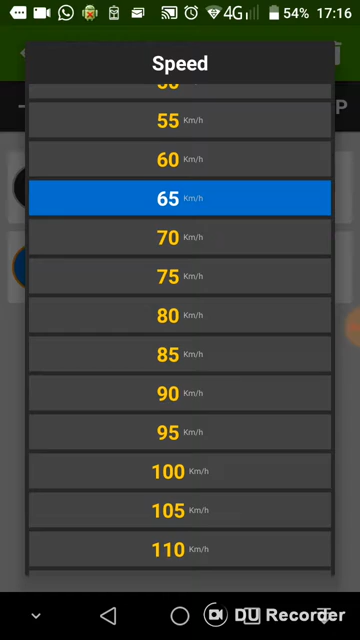 4G 54% 17:16
Speed
50
55 Km/h
60 Km/h
65 Km/h
70 Km/h
75 Km/h
80 Km/h
85 Km/h
90 Km/h
95 Km/h
100 Km/h
105 Km/h
110 Km/h
P
DU Recorder